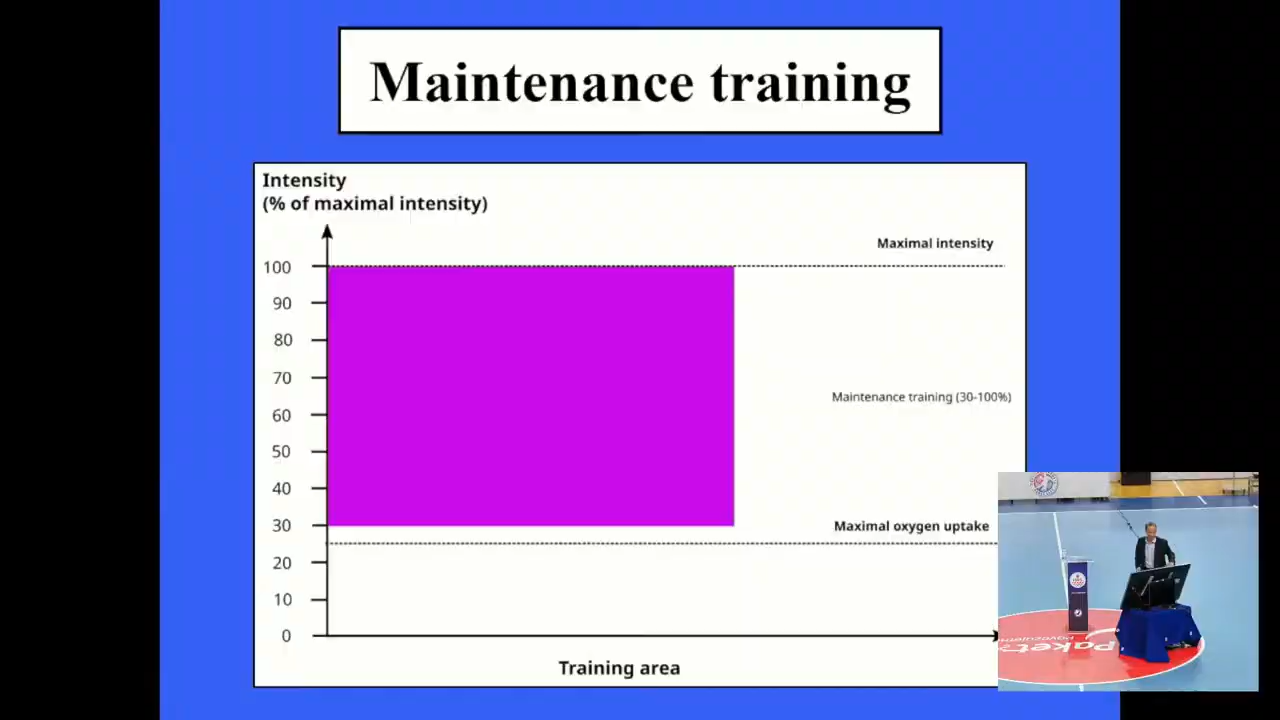 Maintenance training
Intensity
(% of maximal intensity)
Maximal intensity
100
90
80
70
Maintenance training (30-100%)
60
50
40
30
Maximal oxygen uptake
20
10
0
Training area
Paket